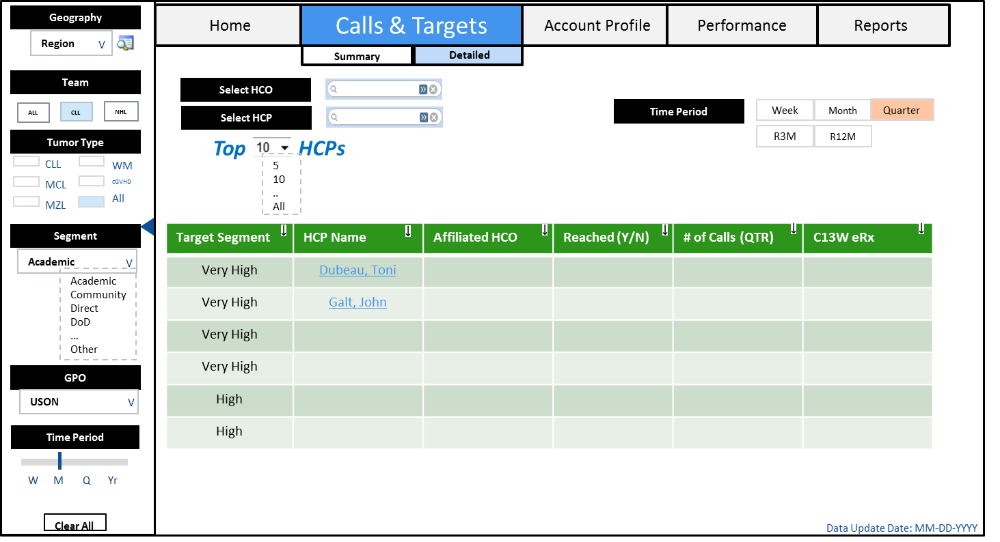 Geography
Region V
Team
ALL CLL NHL
Tumor Type
CLL WM
MCL cGVHD
MZL All
Segment
Academic V
Academic
Community
Direct
DoD
...
Other
GPO
USON V
Time Period
W M Q Yr
Clear All
Home Calls & Targets Account Profile Performance Reports
Summary Detailed
Select HCO
Select HCP
Time Period Week Month Quarter
R3M R12M
Top 10 HCPs
5
10
..
All
Target Segment HCP Name Affiliated HCO Reached (Y/N) # of Calls (QTR) C13W eRx
Very High Dubeau, Toni
Very High Galt, John
Very High
Very High
High
High
Data Update Date: MM-DD-YYYY